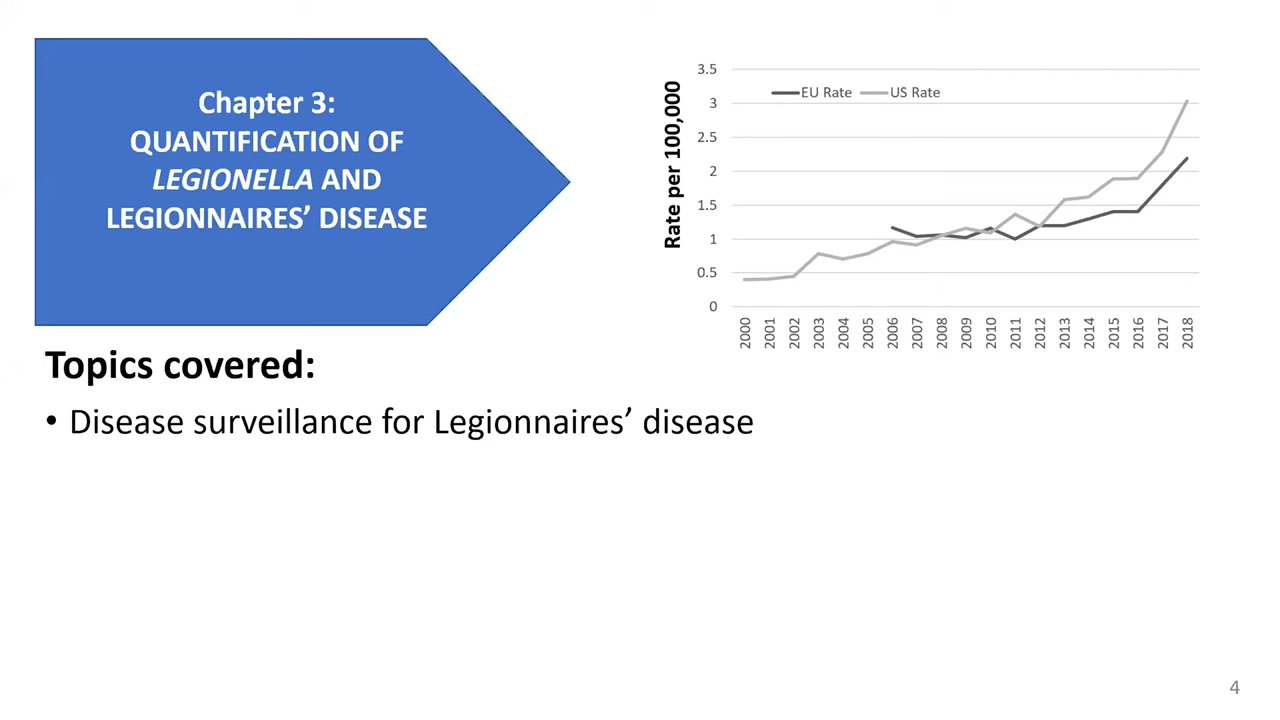 Chapter 3:
QUANTIFICATION OF
LEGIONELLA AND
LEGIONNAIRES’ DISEASE
Rate per 100,000
3.5
3
2.5
2
1.5
1
0.5
0
EU Rate US Rate
2000 2001 2002 2003 2004 2005 2006 2007 2008 2009 2010 2011 2012 2013 2014 2015 2016 2017 2018
Topics covered:
• Disease surveillance for Legionnaires’ disease
4